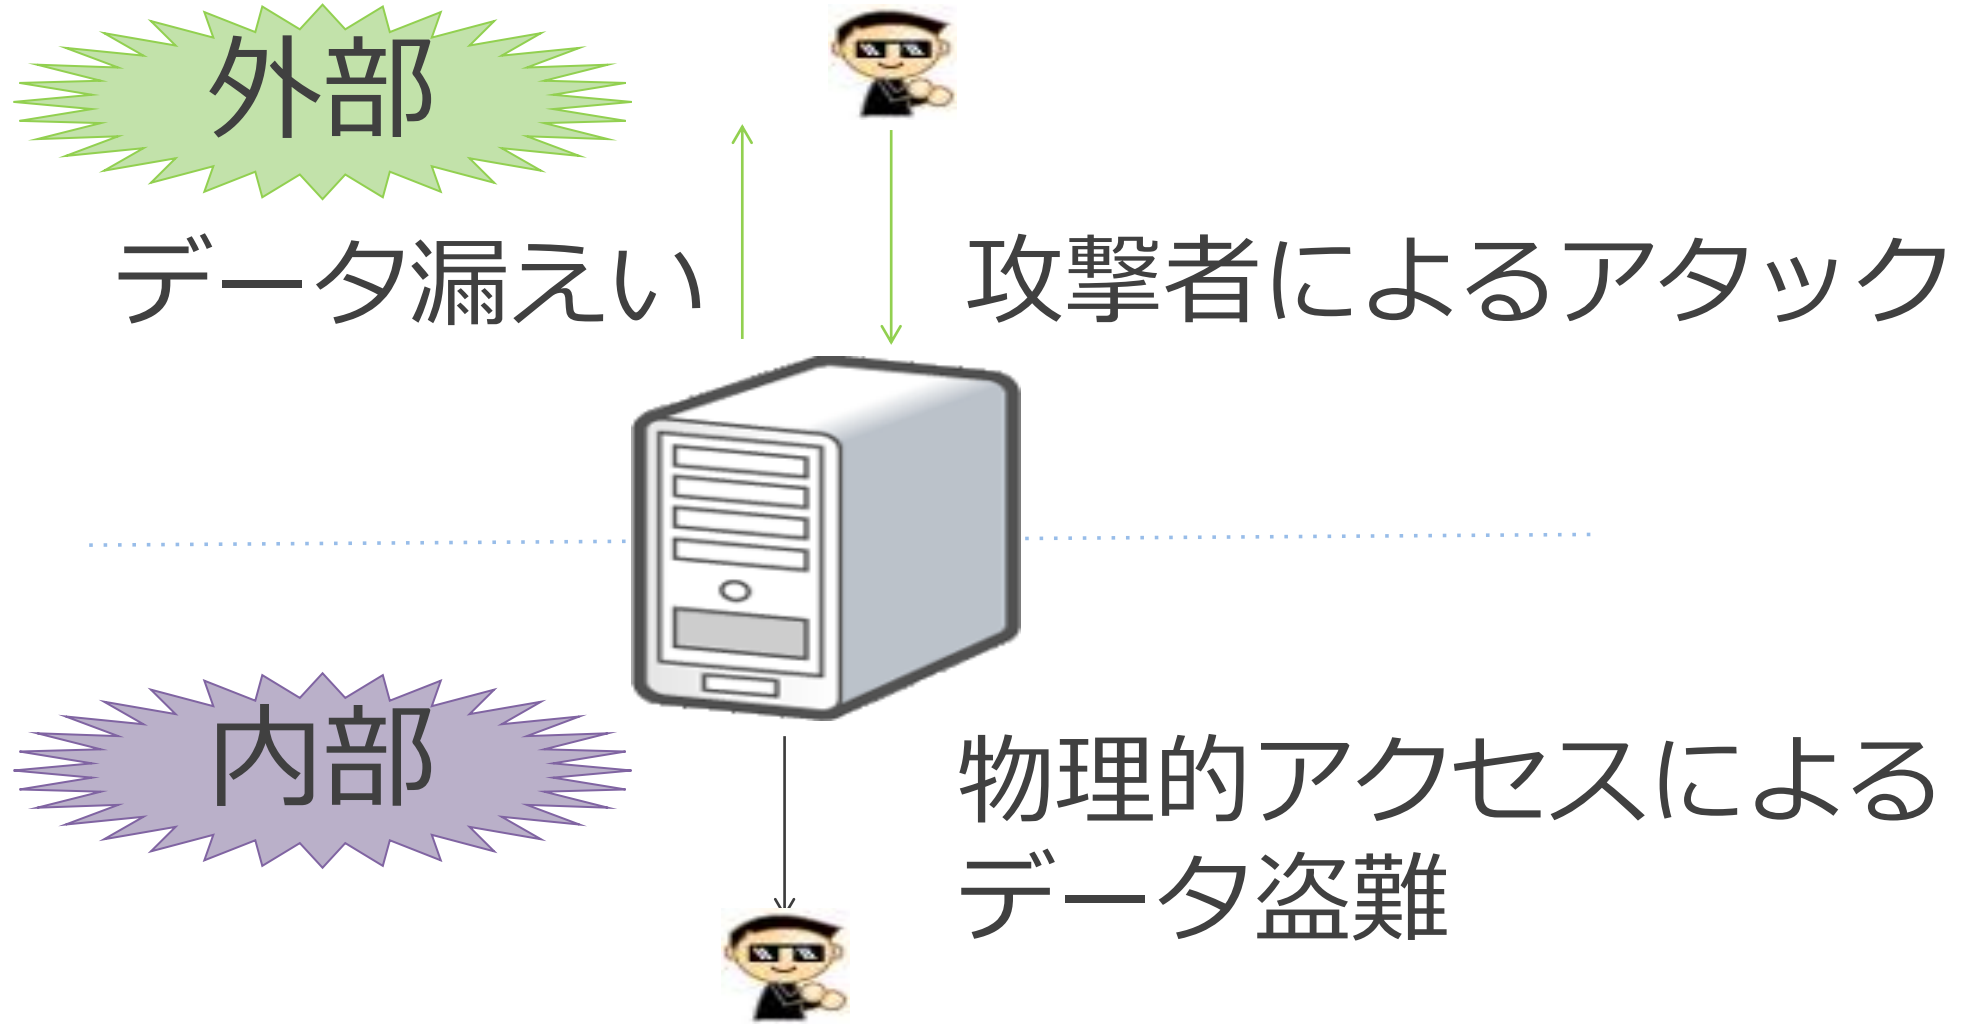 外部
データ漏えい
攻撃者によるアタック
内部
物理的アクセスによる
データ盗難